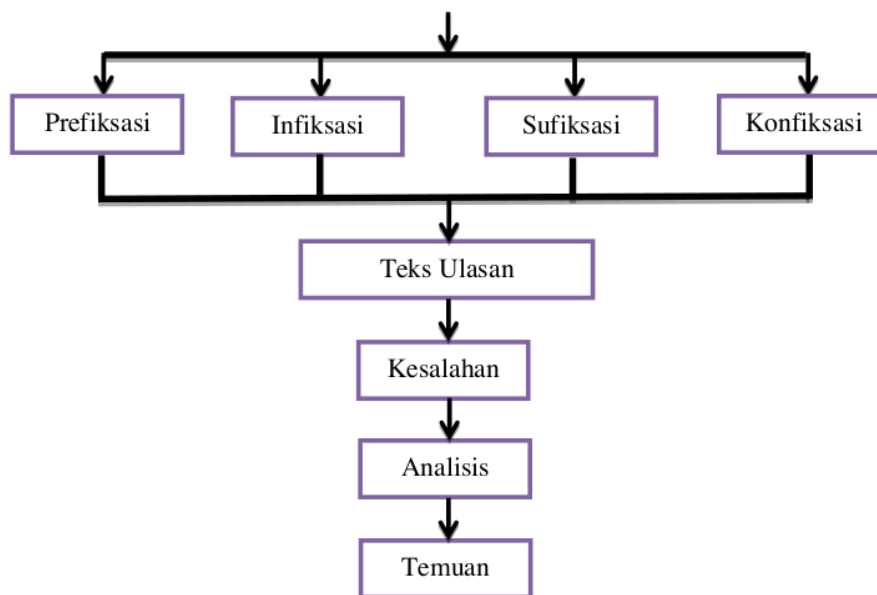 Prefiksasi
Infiksasi
Sufiksasi
Konfiksasi
Teks Ulasan
Kesalahan
Analisis
Temuan